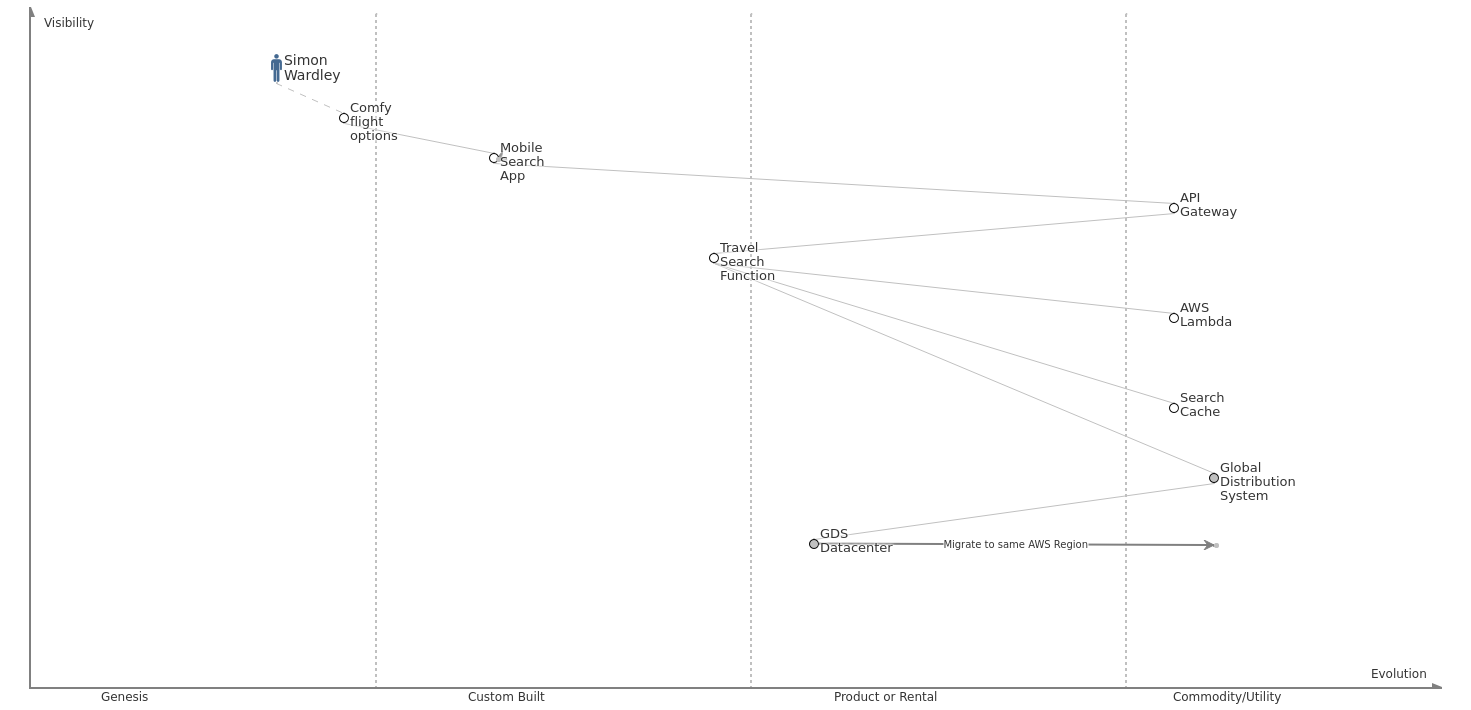 Visibility
Simon
Wardley
Comfy
flight
options
Mobile
Search
App
API
Gateway
Travel
Search
Function
AWS
Lambda
Search
Cache
Global
Distribution
System
GDS
Datacenter
Migrate to same AWS Region
Evolution
Genesis
Custom Built
Product or Rental
Commodity/Utility